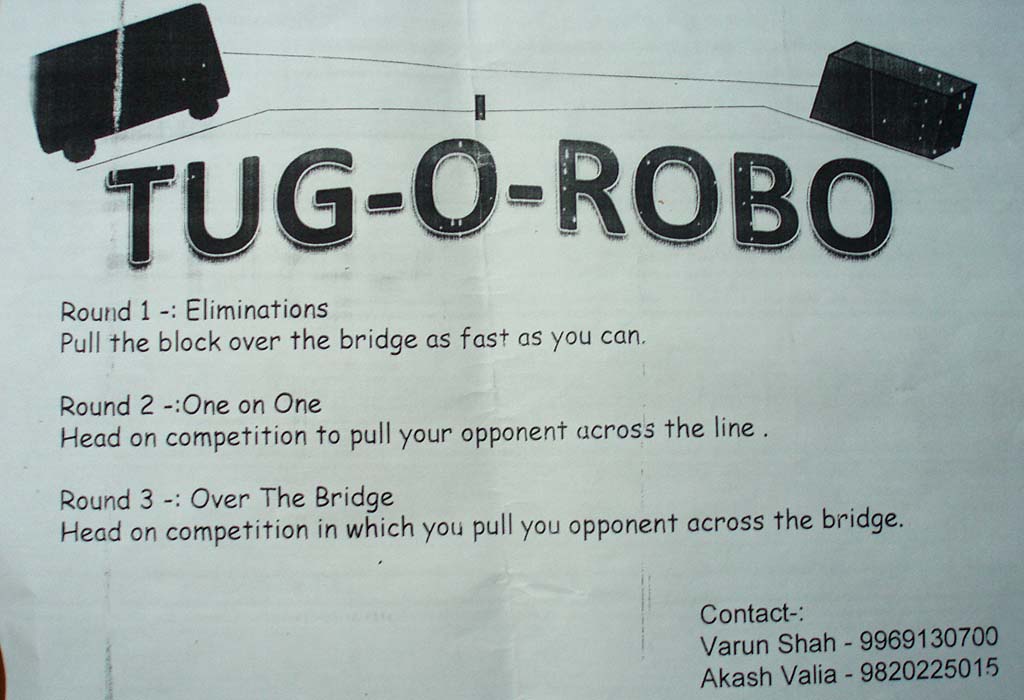 TUG-O-ROBO
Round 1 -: Eliminations
Pull the block over the bridge as fast as you can.
Round 2 -:One on One
Head on competition to pull your opponent across the line .
Round 3 -: Over The Bridge
Head on competition in which you pull you opponent across the bridge.
Contact-:
Varun Shah - 9969130700
Akash Valia - 9820225015